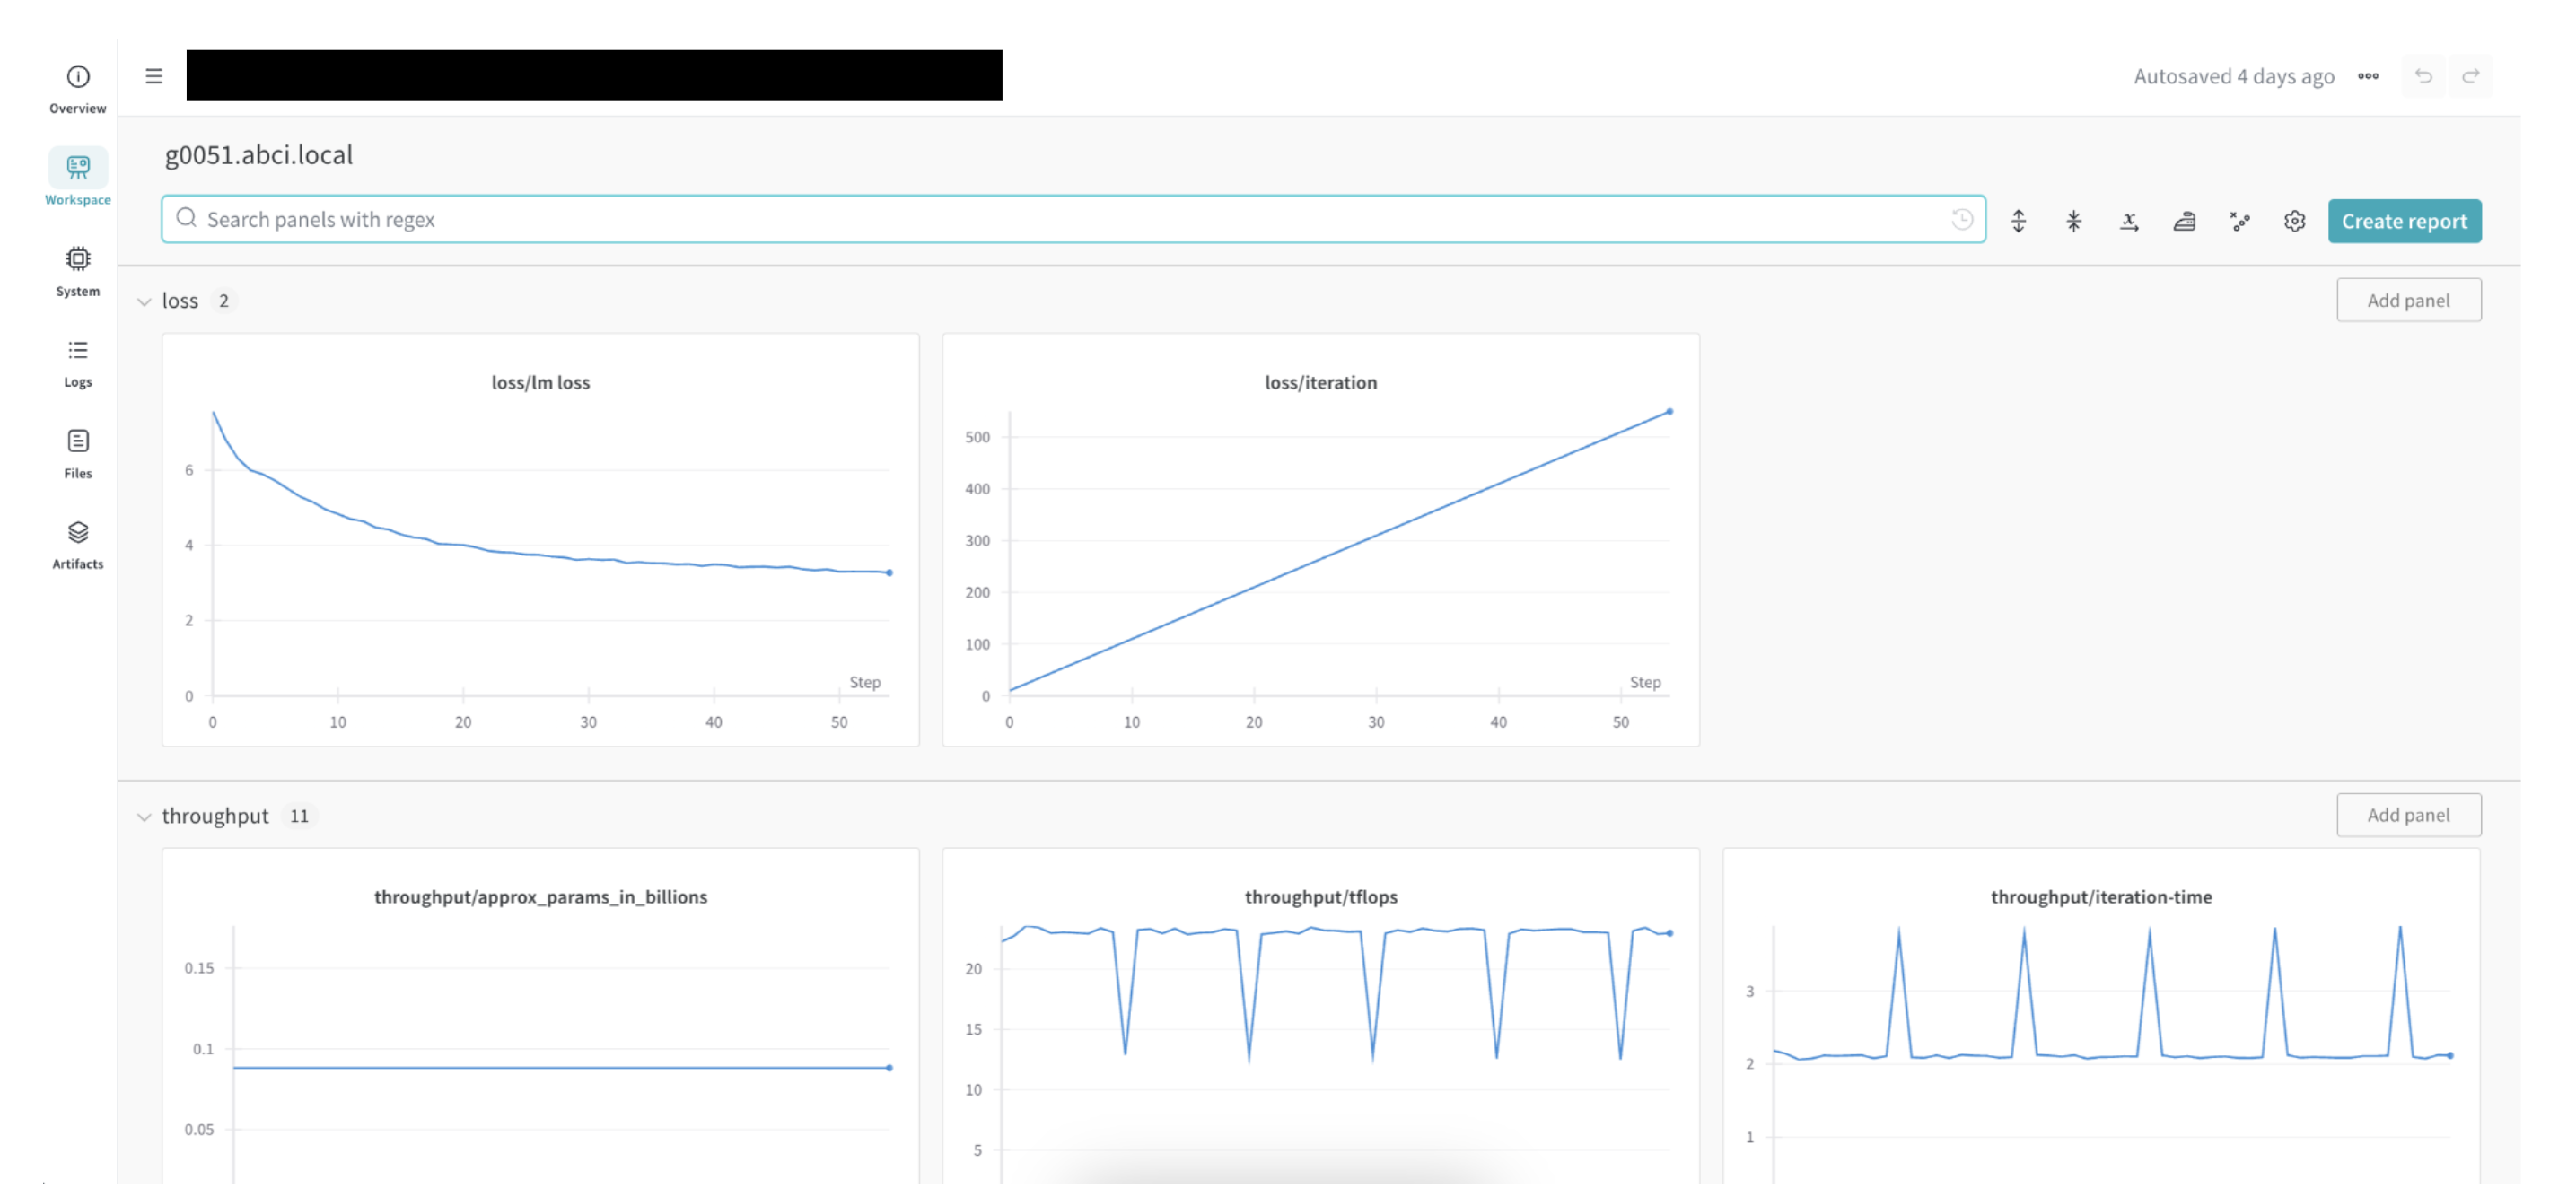 Overview
Autosaved 4 days ago
Workspace
g0051.abci.local
Search panels with regex
Create report
System
loss 2
Add panel
Logs
Files
Artifacts
loss/lm loss
6
4
2
0
Step
0 10 20 30 40 50
loss/iteration
500
400
300
200
100
0
Step
0 10 20 30 40 50
throughput 11
Add panel
throughput/approx_params_in_billions
0.15
0.1
0.05
throughput/tflops
20
15
10
5
throughput/iteration-time
3
2
1